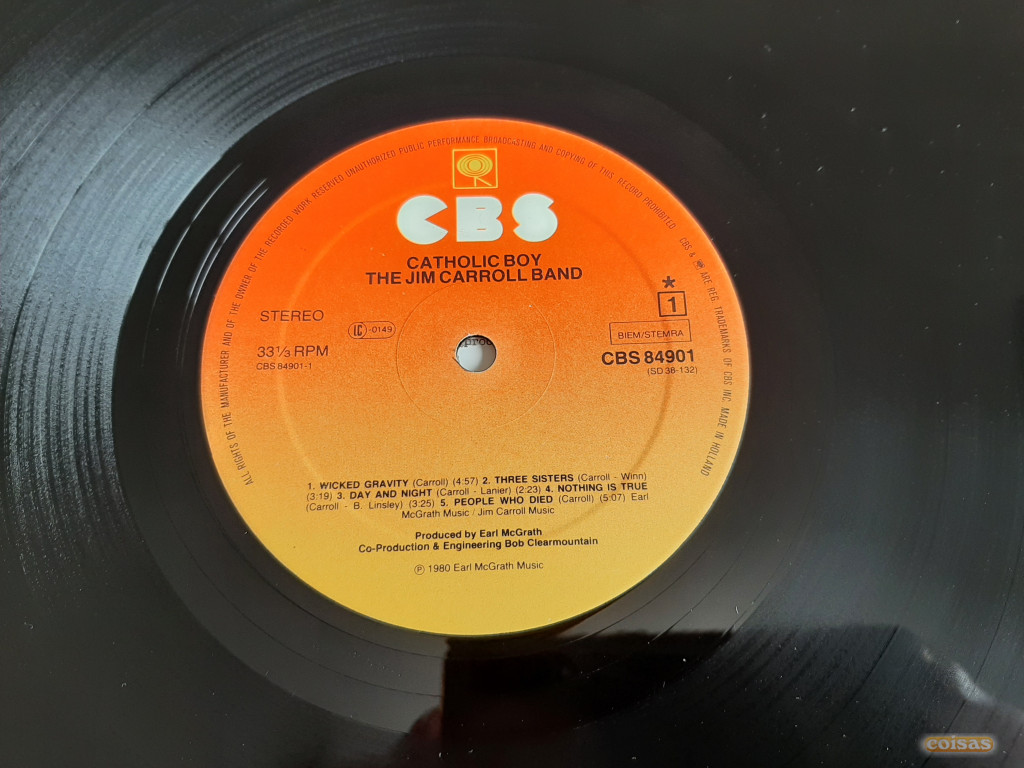 ALL RIGHTS OF THE MANUFACTURER AND OF THE OWNER OF THE RECORDED WORK RESERVED UNAUTHORIZED PUBLIC PERFORMANCE BROADCASTING AND COPYING OF THIS RECORD PROHIBITED CBS & ARE REG. TRADEMARKS OF CBS INC. MADE IN HOLLAND
CBS
CATHOLIC BOY
THE JIM CARROLL BAND
STEREO
LC-0149
33⅓ RPM
CBS 84901-1
*
1
BIEM/STEMRA
CBS 84901
(SD 38-132)
1. WICKED GRAVITY (Carroll) (4:57) 2. THREE SISTERS (Carroll - Winn)
(3:19) 3. DAY AND NIGHT (Carroll - Lanier) (2:23) 4. NOTHING IS TRUE
(Carroll - B. Linsley) (3:25) 5. PEOPLE WHO DIED (Carroll) (5:07) Earl
McGrath Music / Jim Carroll Music
Produced by Earl McGrath
Co-Production & Engineering Bob Clearmountain
℗ 1980 Earl McGrath Music
coisas